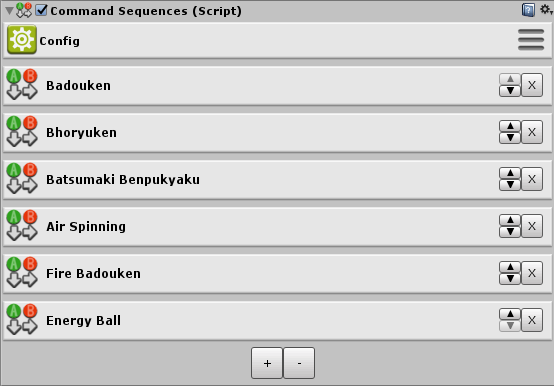 Command Sequences (Script)
Config
A B Badouken X
A B Bhoryuken X
A B Batsumaki Benpukyaku X
A B Air Spinning X
A B Fire Badouken X
A B Energy Ball X
+ -